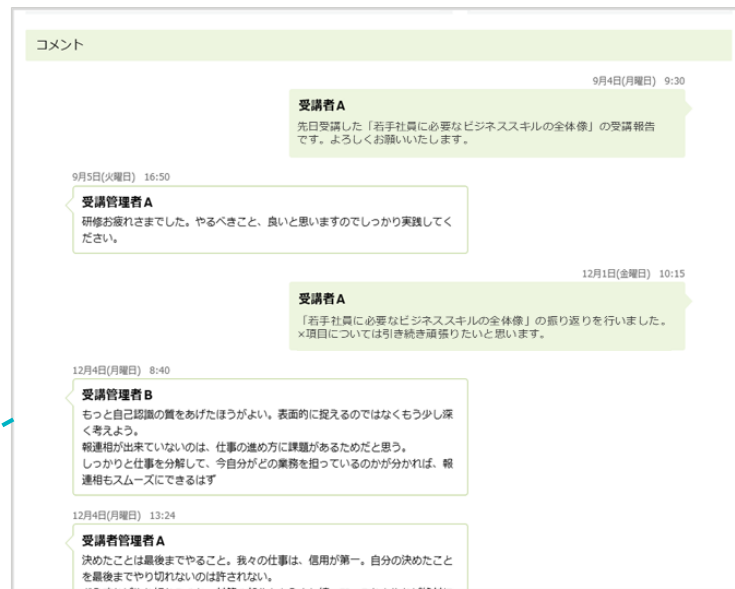 コメント
9月4日(月曜日) 9:30
受講者A
先日受講した「若手社員に必要なビジネススキルの全体像」の受講報告
です。よろしくお願いいたします。
9月5日(火曜日) 16:50
受講管理者A
研修お疲れさまでした。やるべきこと、良いと思いますのでしっかり実践してく
ださい。
12月1日(金曜日) 10:15
受講者A
「若手社員に必要なビジネススキルの全体像」の振り返りを行いました。
×項目については引き続き頑張りたいと思います。
12月4日(月曜日) 8:40
受講管理者B
もっと自己認識の質をあげたほうがよい。表面的に捉えるのではなくもう少し深
く考えよう。
報連相が出来ていないのは、仕事の進め方に課題があるためだと思う。
しっかりと仕事を分解して、今自分がどの業務を担っているのかが分かれば、報
連相もスムーズにできるはず
12月4日(月曜日) 13:24
受講者管理者A
決めたことは最後までやること。我々の仕事は、信用が第一。自分の決めたこと
を最後までやり切れないのは許されない。